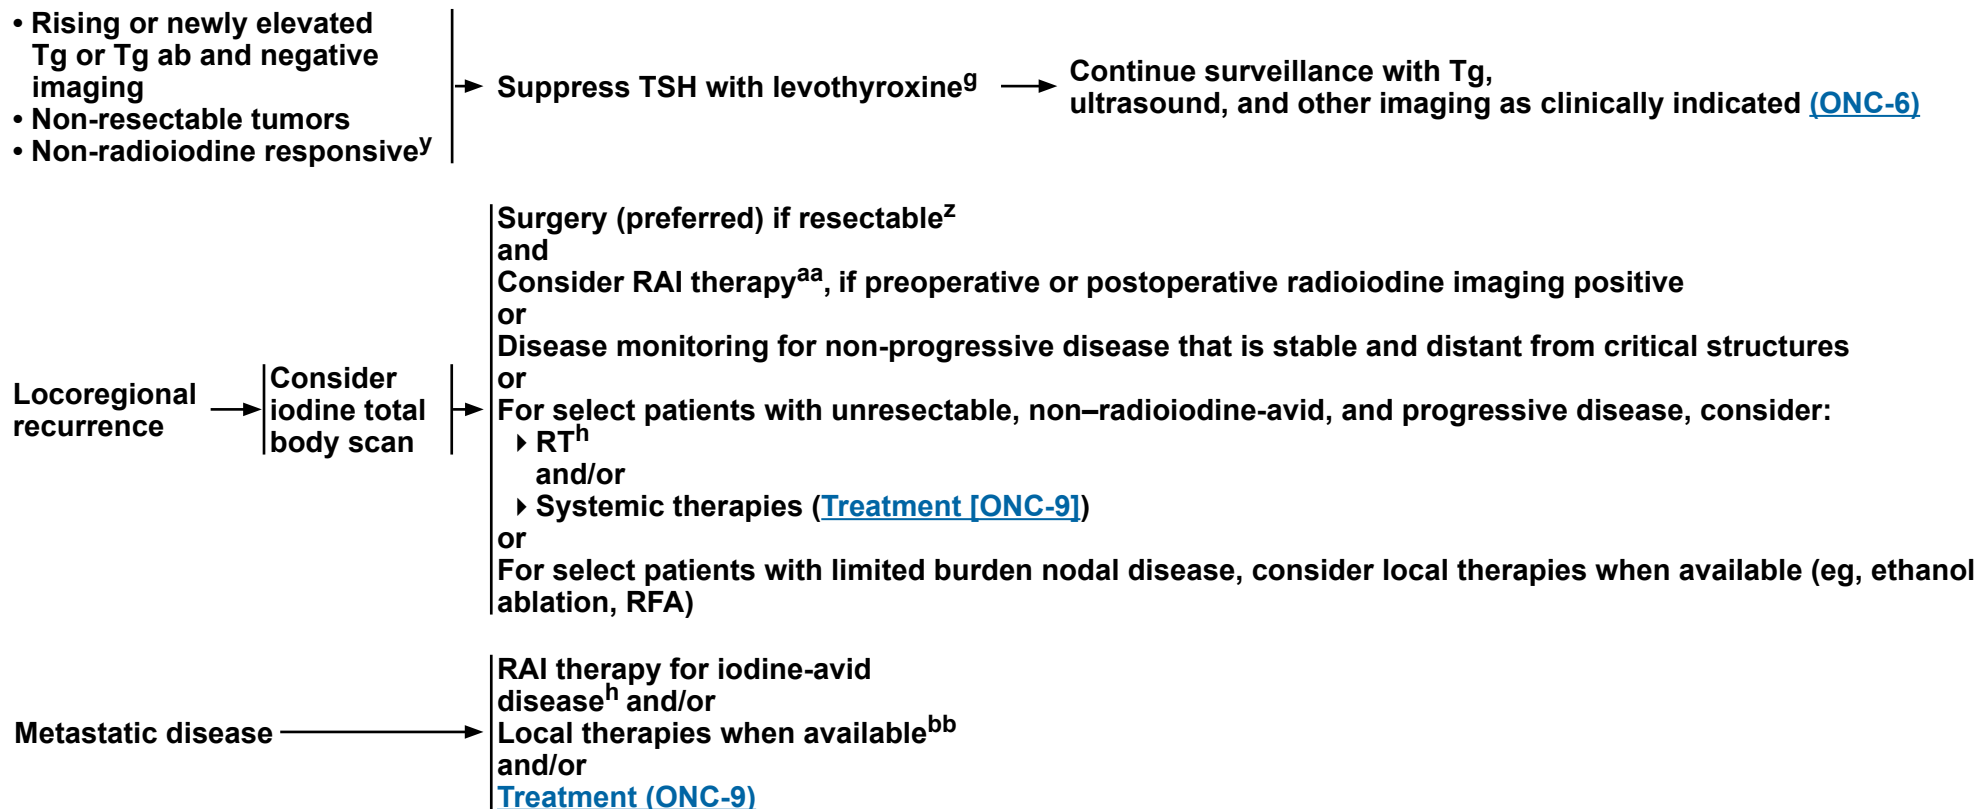 • Rising or newly elevated
Tg or Tg ab and negative
imaging
• Non-resectable tumors
• Non-radioiodine responsiveʸ
Suppress TSH with levothyroxineᵍ
Continue surveillance with Tg,
ultrasound, and other imaging as clinically indicated (ONC-6)
Locoregional
recurrence
Consider
iodine total
body scan
Surgery (preferred) if resectableᶻ
and
Consider RAI therapyᵃᵃ, if preoperative or postoperative radioiodine imaging positive
or
Disease monitoring for non-progressive disease that is stable and distant from critical structures
or
For select patients with unresectable, non–radioiodine-avid, and progressive disease, consider:
▸ RTʰ
and/or
▸ Systemic therapies (Treatment [ONC-9])
or
For select patients with limited burden nodal disease, consider local therapies when available (eg, ethanol
ablation, RFA)
Metastatic disease
RAI therapy for iodine-avid
diseaseʰ and/or
Local therapies when availableᵇᵇ
and/or
Treatment (ONC-9)